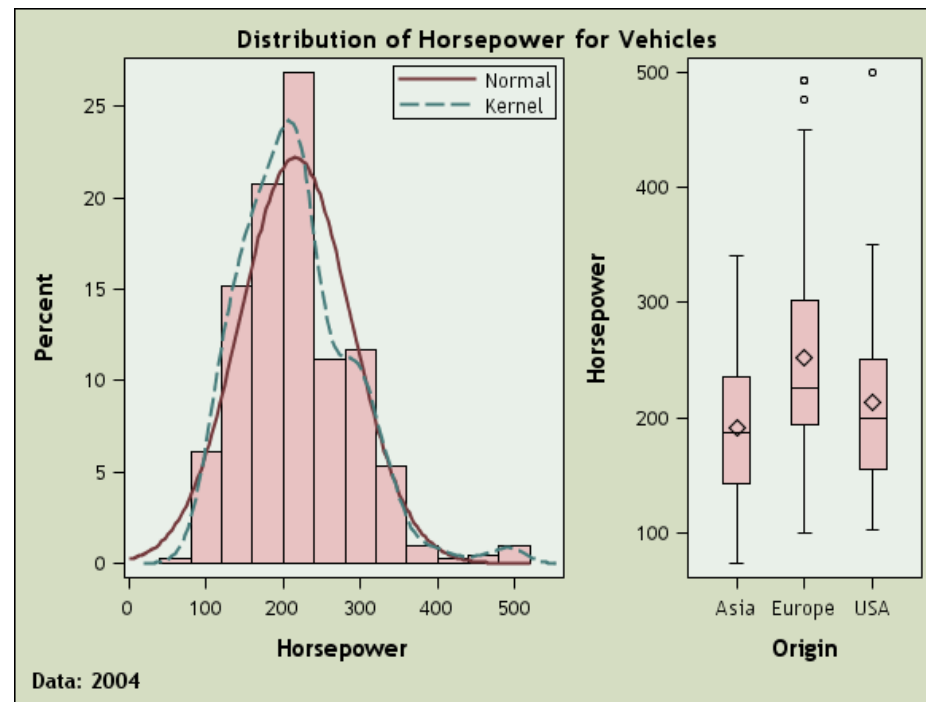 Distribution of Horsepower for Vehicles
Normal
Kernel
25
20
15
10
5
0
Percent
0 100 200 300 400 500
Horsepower
500
400
300
200
100
Horsepower
Asia Europe USA
Origin
Data: 2004